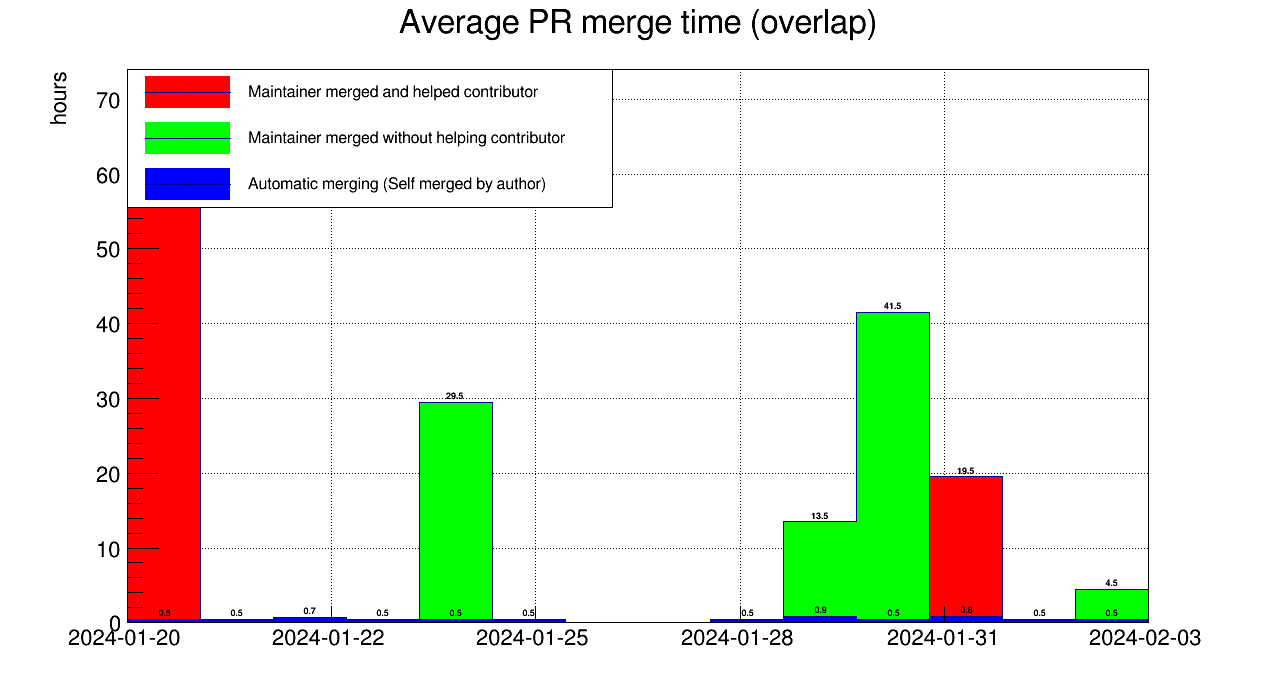 Average PR merge time (overlap)
hours
70
60
50
40
30
20
10
0
Maintainer merged and helped contributor
Maintainer merged without helping contributor
Automatic merging (Self merged by author)
41.5
29.5
19.5
13.5
4.5
0.5 0.5 0.7 0.5 0.5 0.5 0.5 0.9 0.5 0.8 0.5 0.5
2024-01-20 2024-01-22 2024-01-25 2024-01-28 2024-01-31 2024-02-03